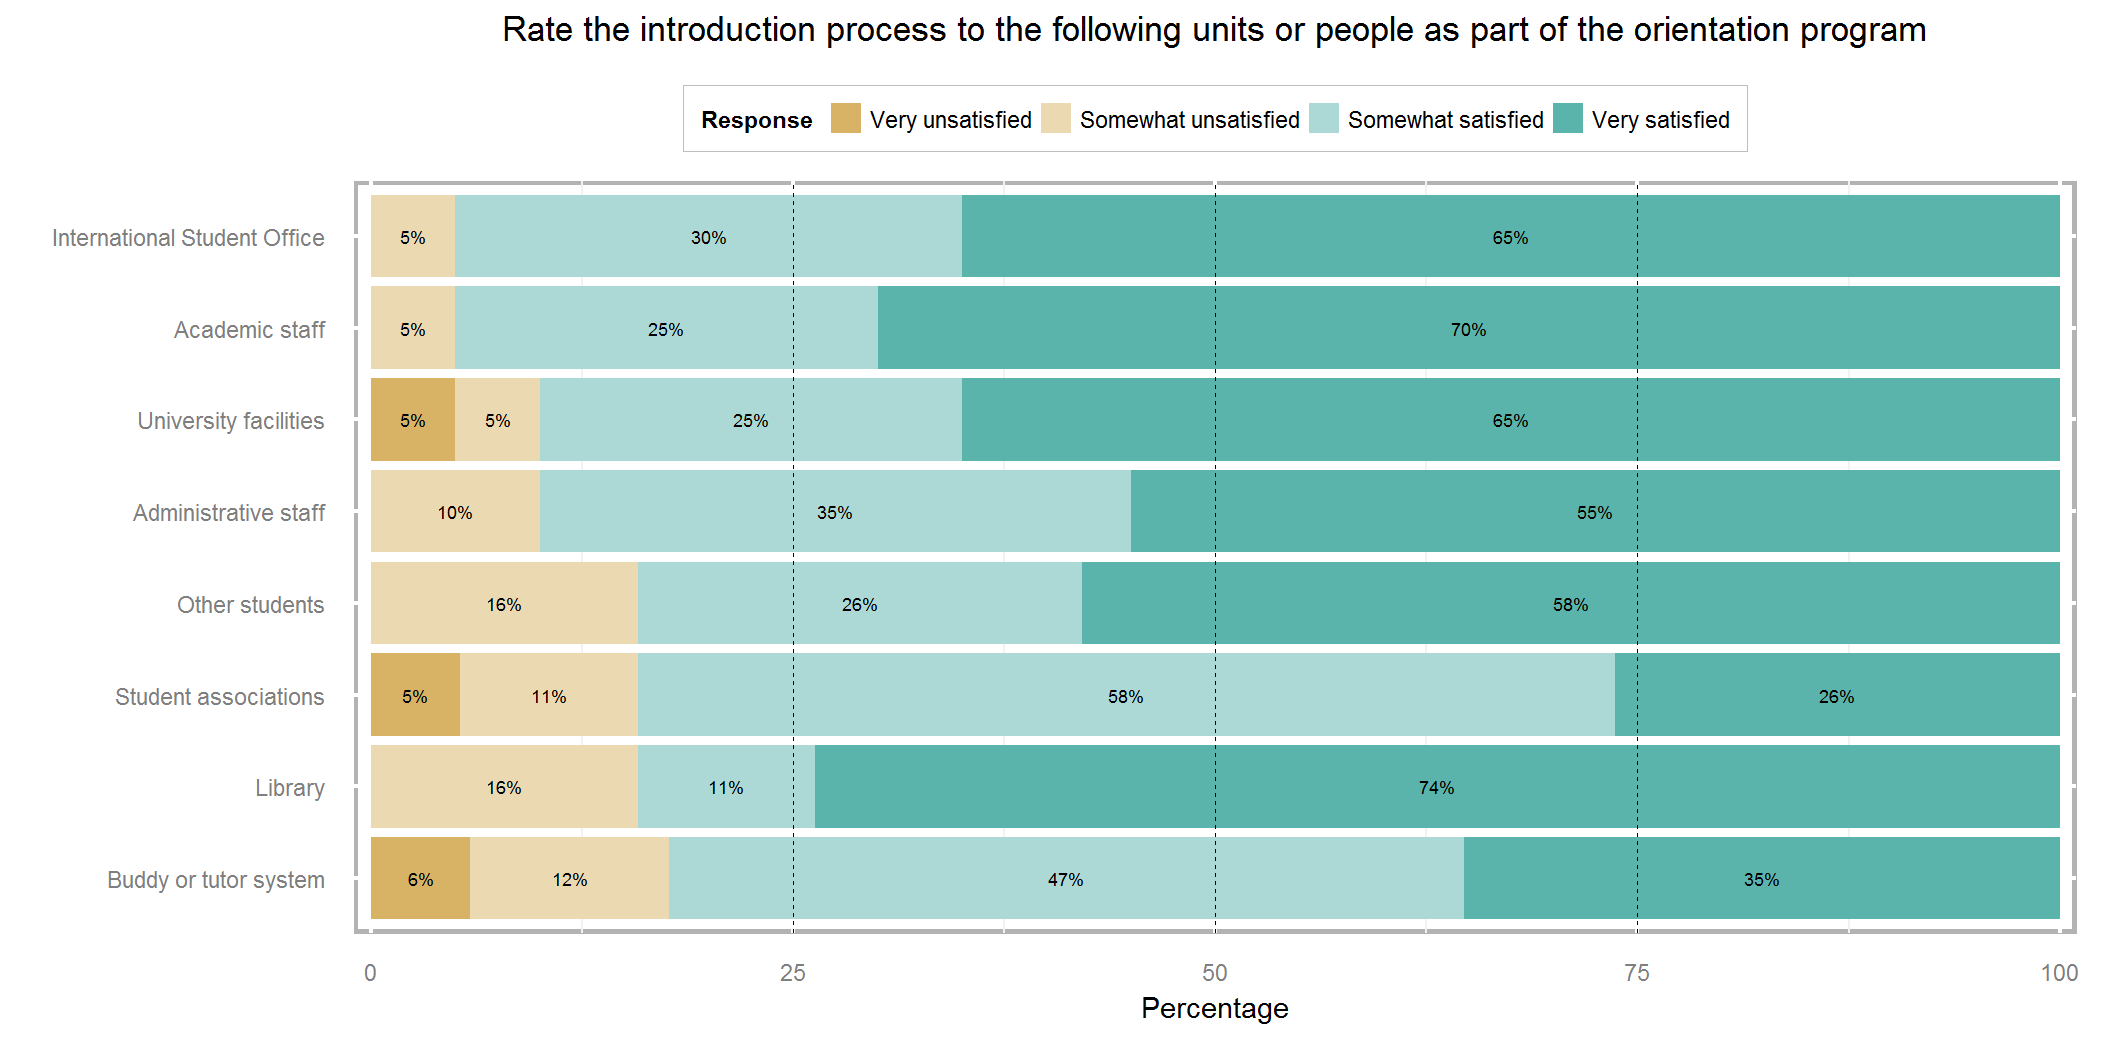 Rate the introduction process to the following units or people as part of the orientation program
Response Very unsatisfied Somewhat unsatisfied Somewhat satisfied Very satisfied
International Student Office 5% 30% 65%
Academic staff 5% 25% 70%
University facilities 5% 5% 25% 65%
Administrative staff 10% 35% 55%
Other students 16% 26% 58%
Student associations 5% 11% 58% 26%
Library 16% 11% 74%
Buddy or tutor system 6% 12% 47% 35%
0 25 50 75 100
Percentage